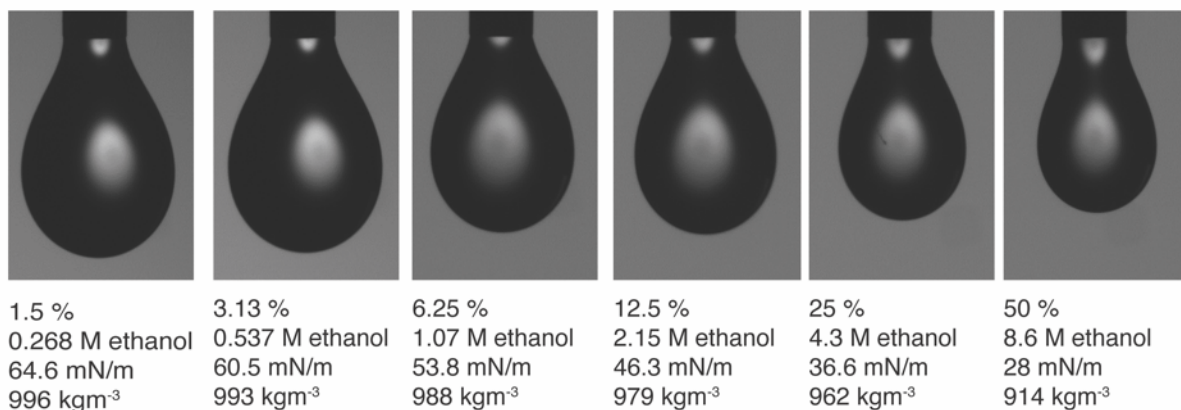 1.5 %
0.268 M ethanol
64.6 mN/m
996 kgm-3
3.13 %
0.537 M ethanol
60.5 mN/m
993 kgm-3
6.25 %
1.07 M ethanol
53.8 mN/m
988 kgm-3
12.5 %
2.15 M ethanol
46.3 mN/m
979 kgm-3
25 %
4.3 M ethanol
36.6 mN/m
962 kgm-3
50 %
8.6 M ethanol
28 mN/m
914 kgm-3